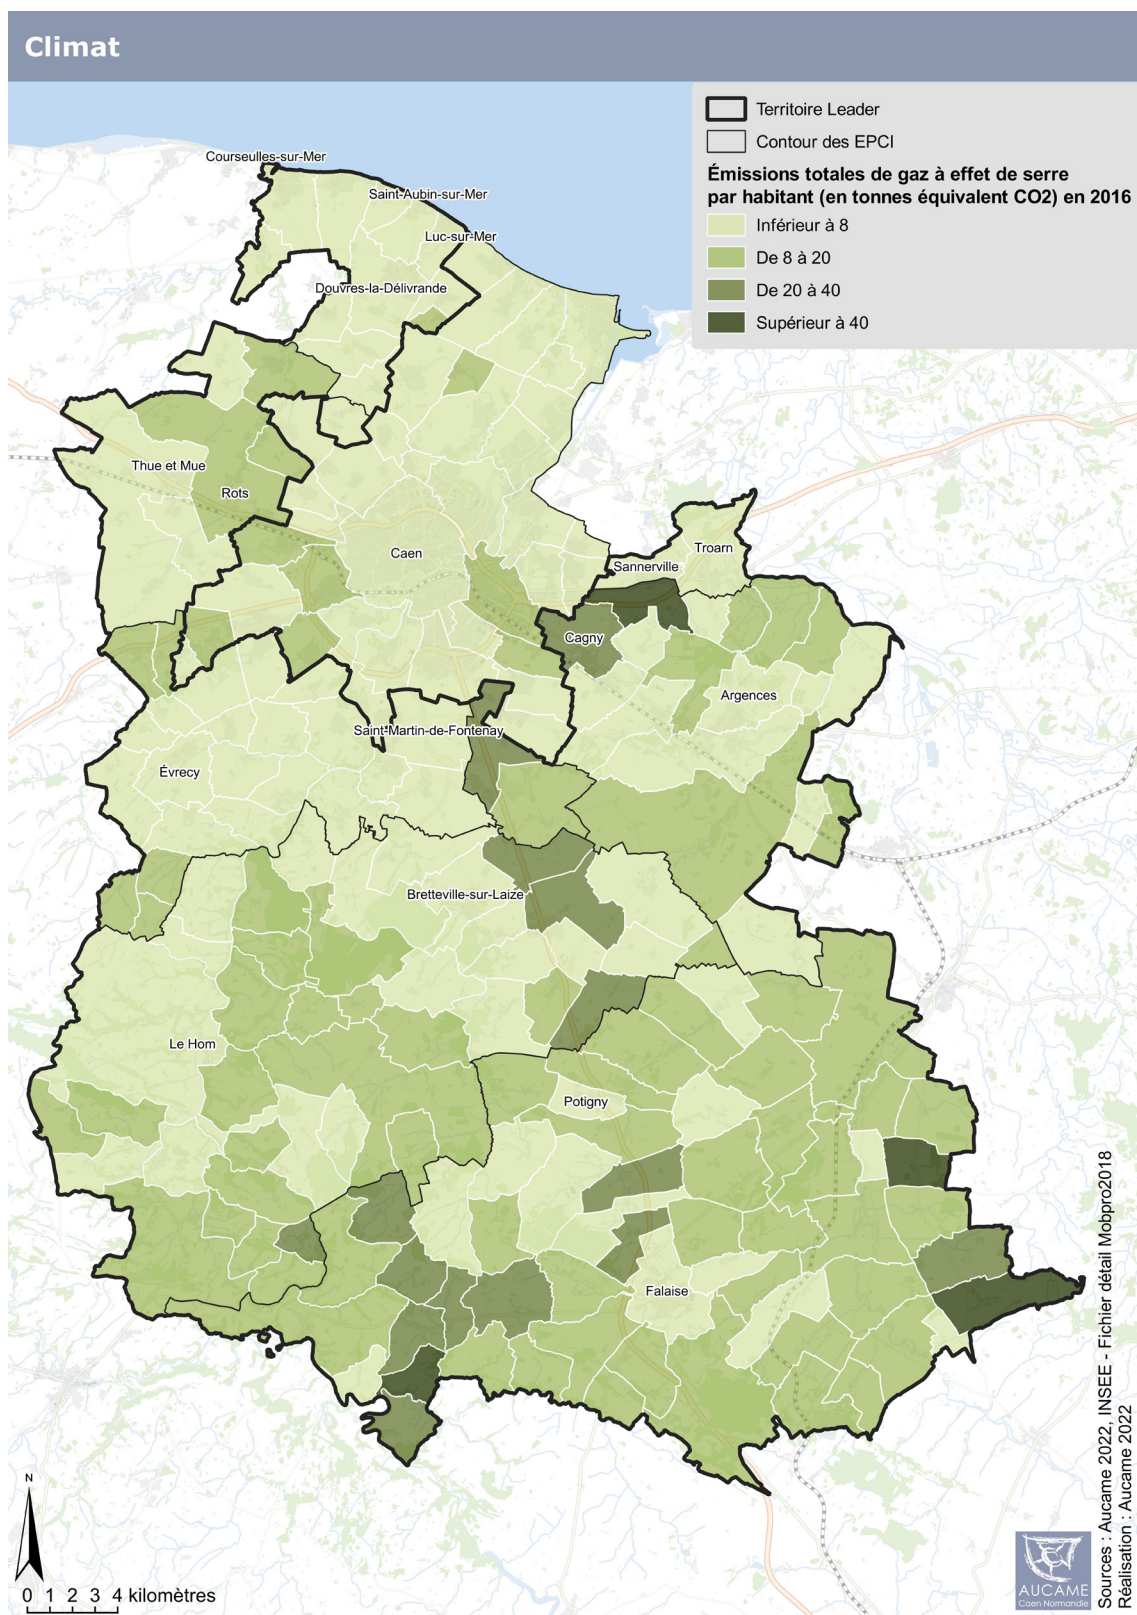 Climat
Territoire Leader
Contour des EPCI
Émissions totales de gaz à effet de serre
par habitant (en tonnes équivalent CO2) en 2016
Inférieur à 8
De 8 à 20
De 20 à 40
Supérieur à 40
Courseulles-sur-Mer
Saint-Aubin-sur-Mer
Luc-sur-Mer
Douvres-la-Délivrande
Thue et Mue
Rots
Caen
Troarn
Sannerville
Cagny
Argences
Saint-Martin-de-Fontenay
Évrecy
Bretteville-sur-Laize
Le Hom
Potigny
Falaise
N
0 1 2 3 4 kilomètres
AUCAME
Caen Normandie
Sources : Aucame 2022, INSEE - Fichier détail Mobpro2018
Réalisation : Aucame 2022